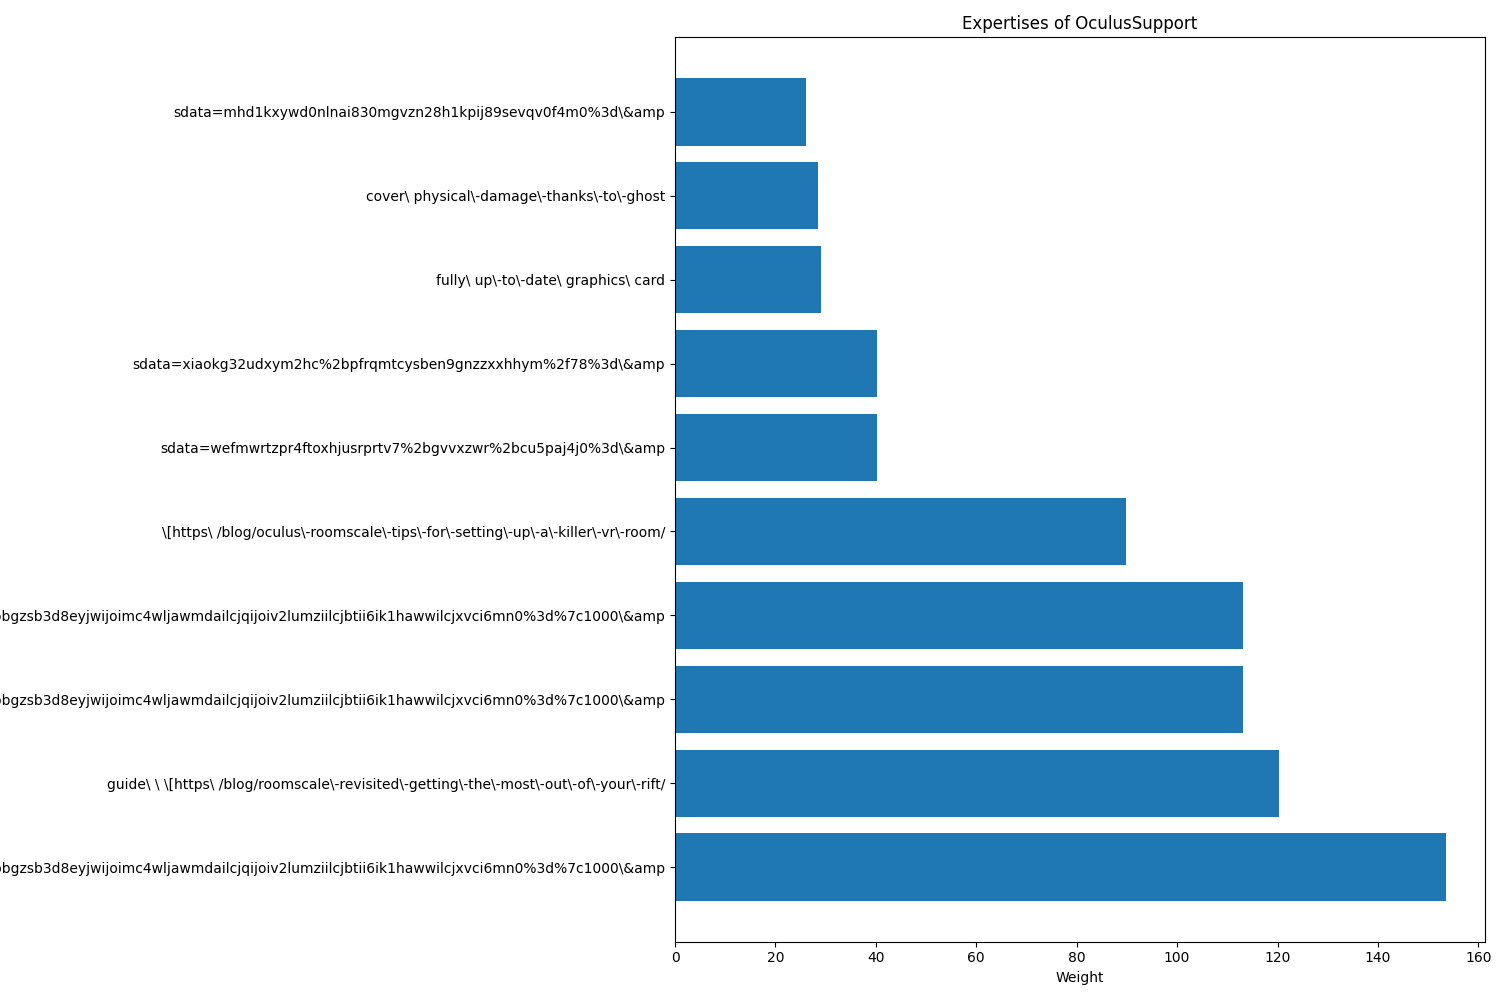 Expertises of OculusSupport
sdata=mhd1kxywd0nlnai830mgvzn28h1kpij89sevqv0f4m0%3d\&amp
cover\ physical\-damage\-thanks\-to\-ghost
fully\ up\-to\-date\ graphics\ card
sdata=xiaokg32udxym2hc%2bpfrqmtcysben9gnzzxxhhym%2f78%3d\&amp
sdata=wefmwrtzpr4ftoxhjusrprtv7%2bgvvxzwr%2bcu5paj4j0%3d\&amp
\[https\ /blog/oculus\-roomscale\-tips\-for\-setting\-up\-a\-killer\-vr\-room/
bgzsb3d8eyjwijoimc4wljawmdailcjqijoiv2lumziilcjbtii6ik1hawwilcjxvci6mn0%3d%7c1000\&amp
bgzsb3d8eyjwijoimc4wljawmdailcjqijoiv2lumziilcjbtii6ik1hawwilcjxvci6mn0%3d%7c1000\&amp
guide\ \ \[https\ /blog/roomscale\-revisited\-getting\-the\-most\-out\-of\-your\-rift/
bgzsb3d8eyjwijoimc4wljawmdailcjqijoiv2lumziilcjbtii6ik1hawwilcjxvci6mn0%3d%7c1000\&amp
0 20 40 60 80 100 120 140 160
Weight